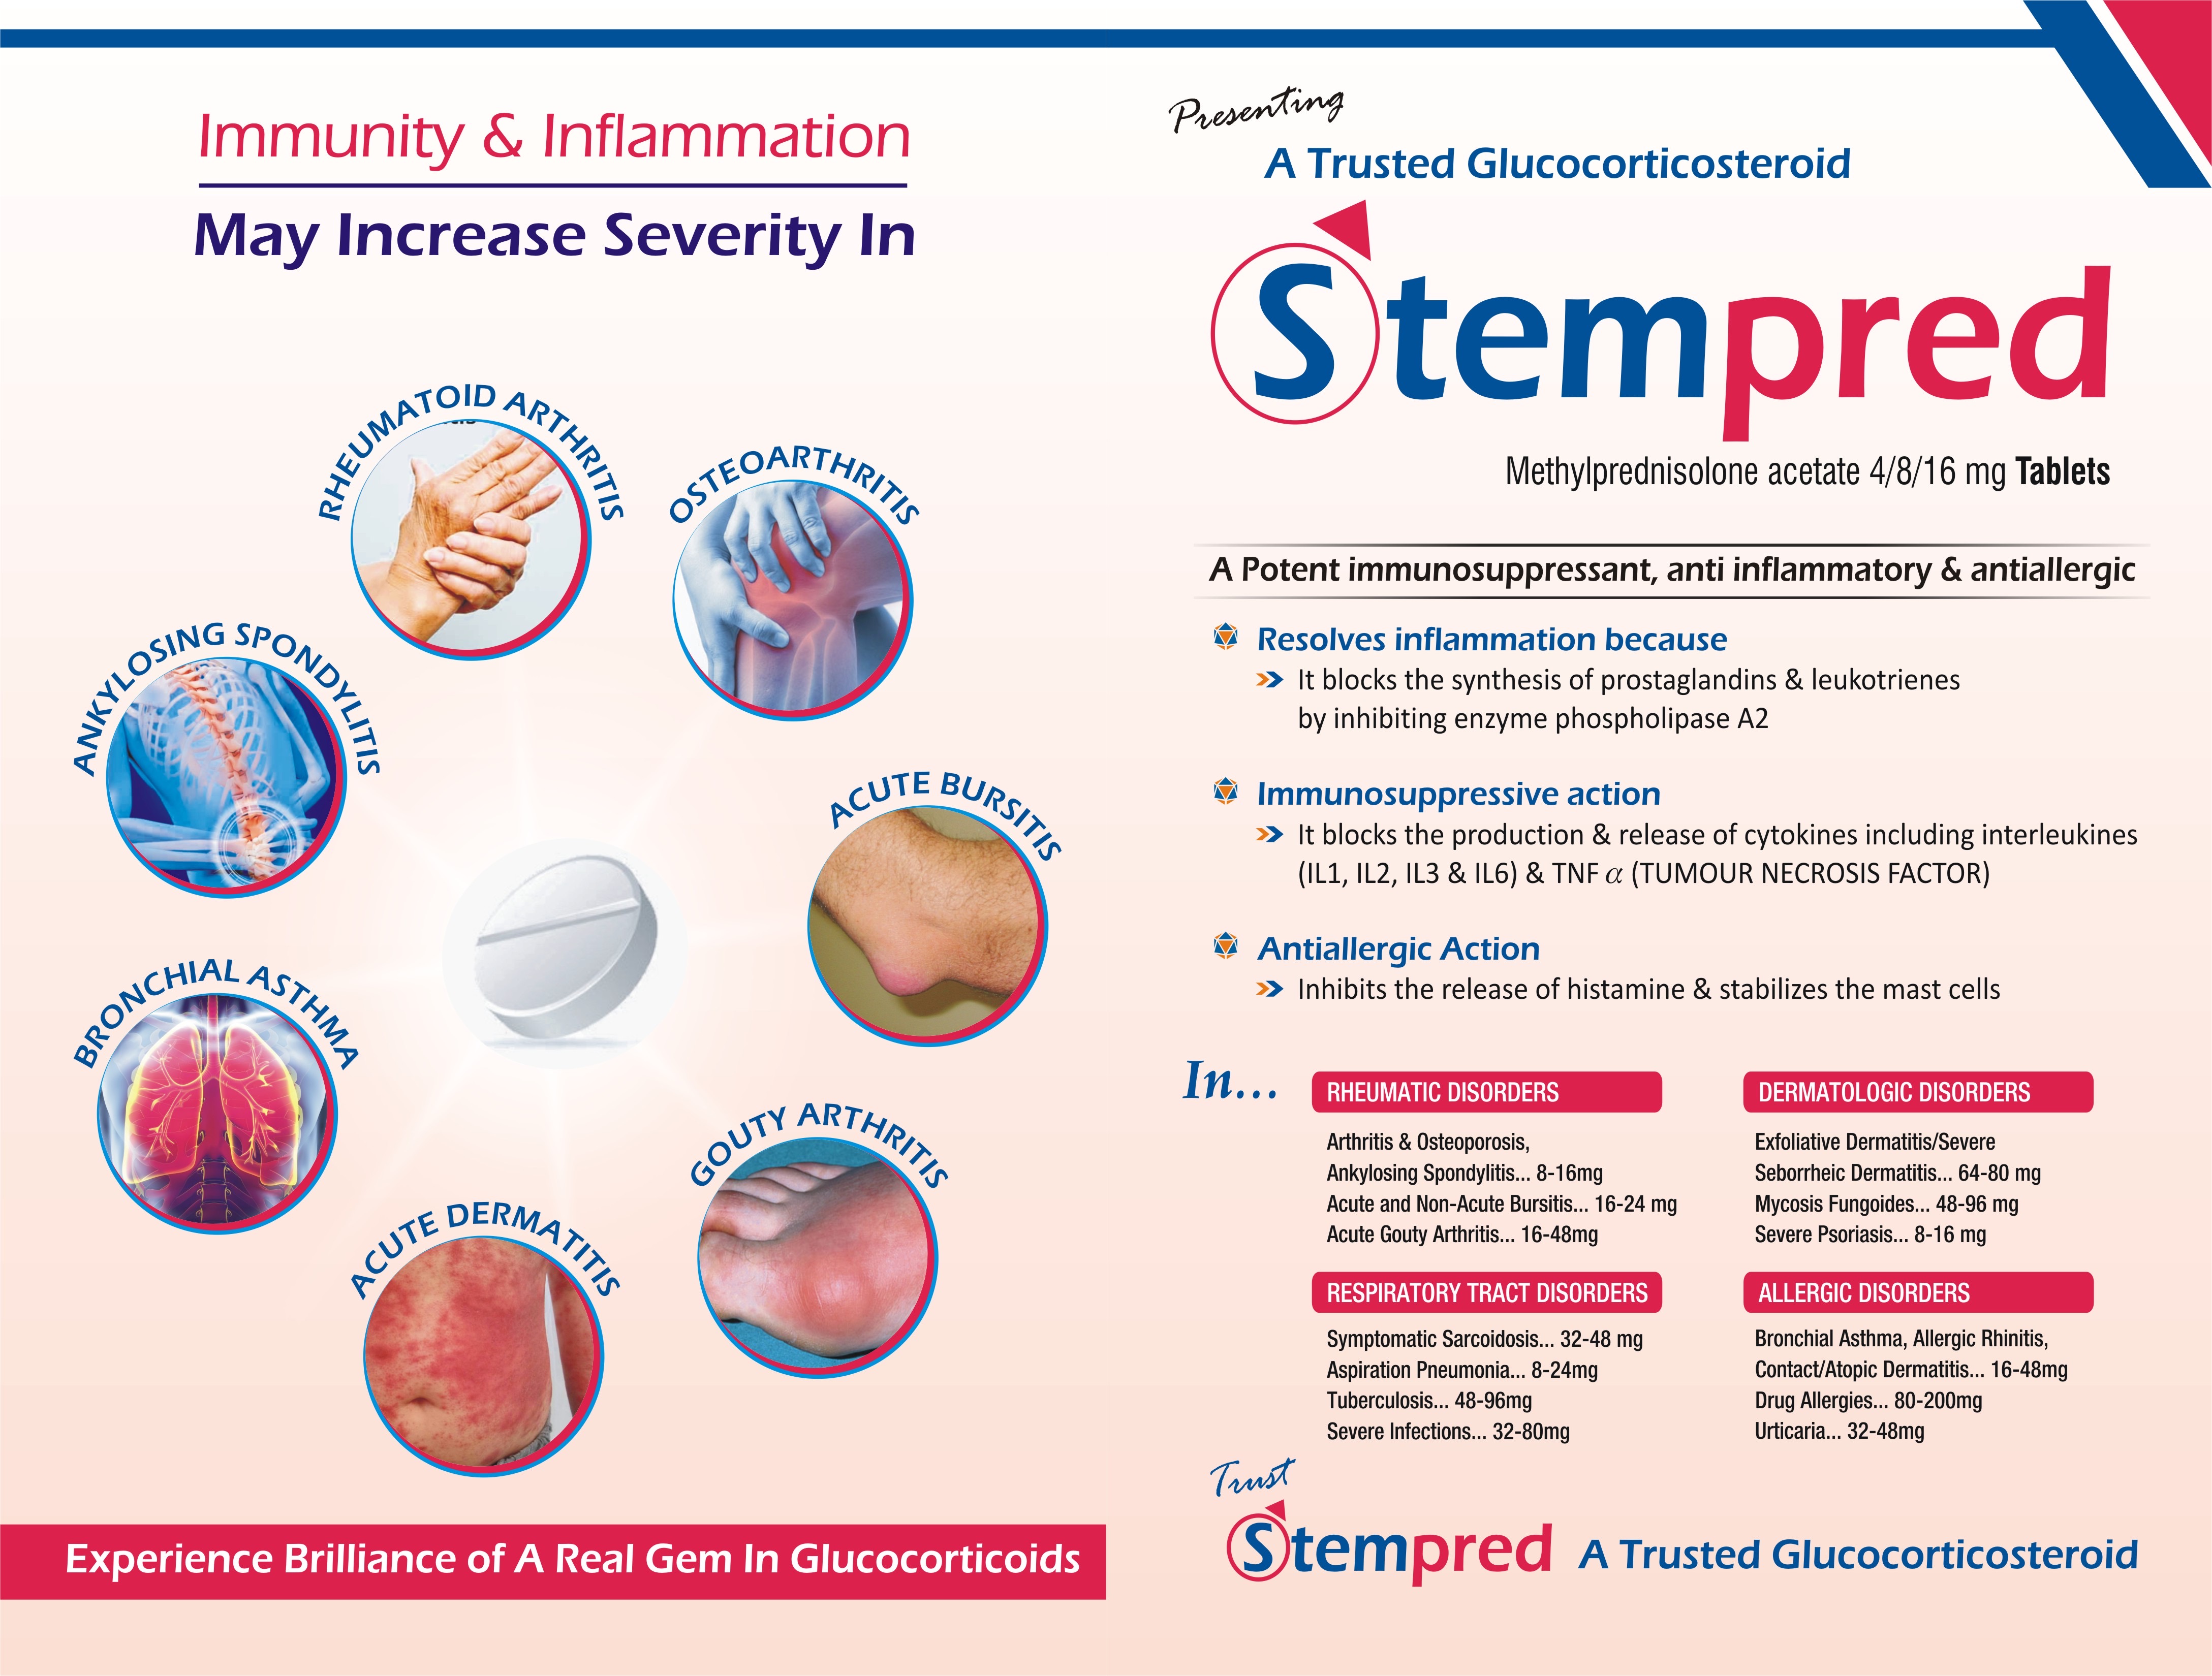 Immunity & Inflammation
May Increase Severity In
RHEUMATOID ARTHRITIS
OSTEOARTHRITIS
ANKYLOSING SPONDYLITIS
ACUTE BURSITIS
BRONCHIAL ASTHMA
GOUTY ARTHRITIS
ACUTE DERMATITIS
Experience Brilliance of A Real Gem In Glucocorticoids
Presenting
A Trusted Glucocorticosteroid
Stempred
Methylprednisolone acetate 4/8/16 mg Tablets
A Potent immunosuppressant, anti inflammatory & antiallergic
Resolves inflammation because
It blocks the synthesis of prostaglandins & leukotrienes
by inhibiting enzyme phospholipase A2
Immunosuppressive action
It blocks the production & release of cytokines including interleukines
(IL1, IL2, IL3 & IL6) & TNF α (TUMOUR NECROSIS FACTOR)
Antiallergic Action
Inhibits the release of histamine & stabilizes the mast cells
In...
RHEUMATIC DISORDERS
Arthritis & Osteoporosis,
Ankylosing Spondylitis... 8-16mg
Acute and Non-Acute Bursitis... 16-24 mg
Acute Gouty Arthritis... 16-48mg
DERMATOLOGIC DISORDERS
Exfoliative Dermatitis/Severe
Seborrheic Dermatitis... 64-80 mg
Mycosis Fungoides... 48-96 mg
Severe Psoriasis... 8-16 mg
RESPIRATORY TRACT DISORDERS
Symptomatic Sarcoidosis... 32-48 mg
Aspiration Pneumonia... 8-24mg
Tuberculosis... 48-96mg
Severe Infections... 32-80mg
ALLERGIC DISORDERS
Bronchial Asthma, Allergic Rhinitis,
Contact/Atopic Dermatitis... 16-48mg
Drug Allergies... 80-200mg
Urticaria... 32-48mg
Trust
Stempred A Trusted Glucocorticosteroid